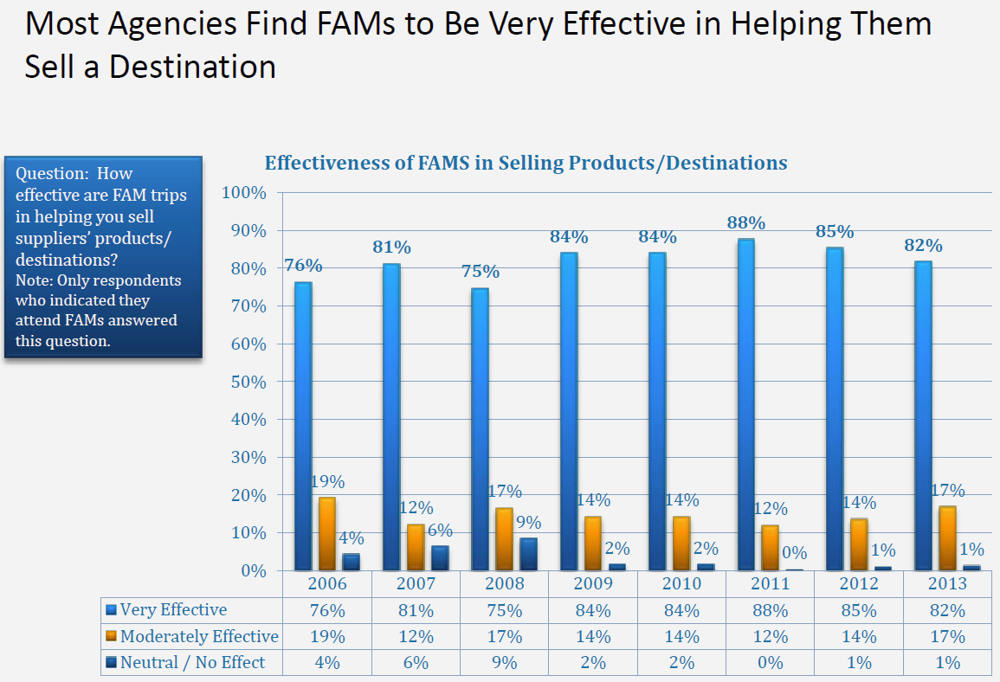 Most Agencies Find FAMs to Be Very Effective in Helping Them
Sell a Destination
Question:  How
effective are FAM trips
in helping you sell
suppliers’ products/
destinations?
Note: Only respondents
who indicated they
attend FAMs answered
this question.
Effectiveness of FAMS in Selling Products/Destinations
100%
90%
80%
70%
60%
50%
40%
30%
20%
10%
0%
76%
19%
4%
81%
12%
6%
75%
17%
9%
84%
14%
2%
84%
14%
2%
88%
12%
0%
85%
14%
1%
82%
17%
1%
2006 2007 2008 2009 2010 2011 2012 2013
Very Effective 76% 81% 75% 84% 84% 88% 85% 82%
Moderately Effective 19% 12% 17% 14% 14% 12% 14% 17%
Neutral / No Effect 4% 6% 9% 2% 2% 0% 1% 1%